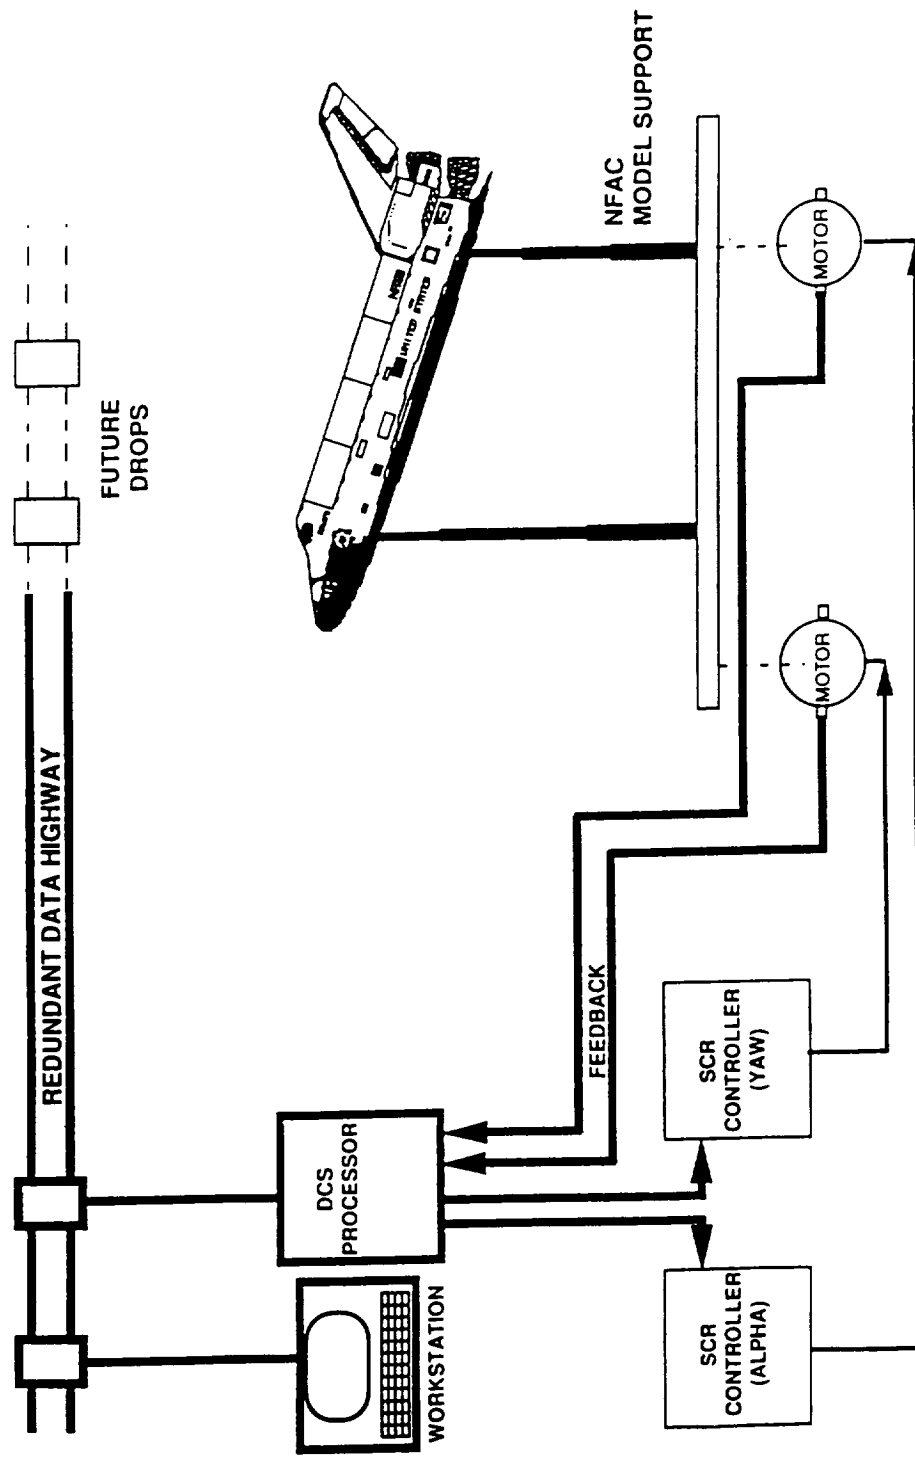 REDUNDANT DATA HIGHWAY
FUTURE
DROPS
WORKSTATION
DCS
PROCESSOR
FEEDBACK
NFAC
MODEL SUPPORT
UNITED STATES
SCR
CONTROLLER
(ALPHA)
SCR
CONTROLLER
(YAW)
MOTOR
MOTOR